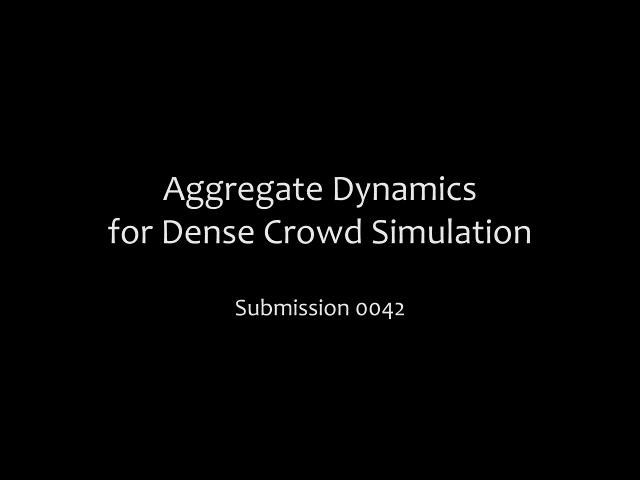 Aggregate Dynamics
for Dense Crowd Simulation
Submission 0042